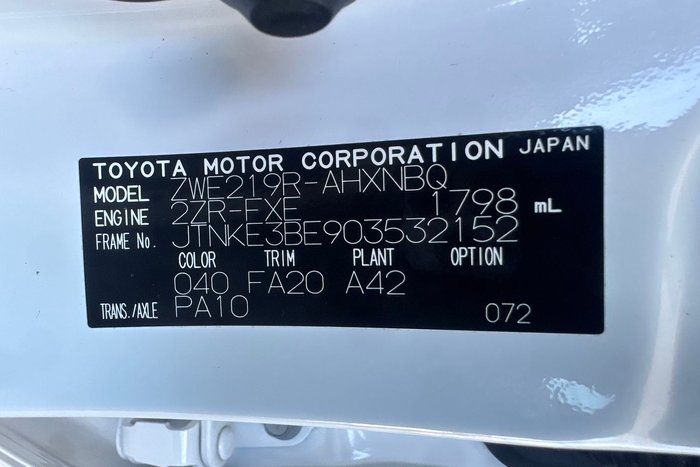 TOYOTA MOTOR CORPORATION JAPAN
MODEL ZWE219R-AHXNBQ
ENGINE 2ZR-FXE 1798 mL
FRAME No. JTNKE3BE903532152
COLOR TRIM PLANT OPTION
040 FA20 A42
TRANS./AXLE PA10 072